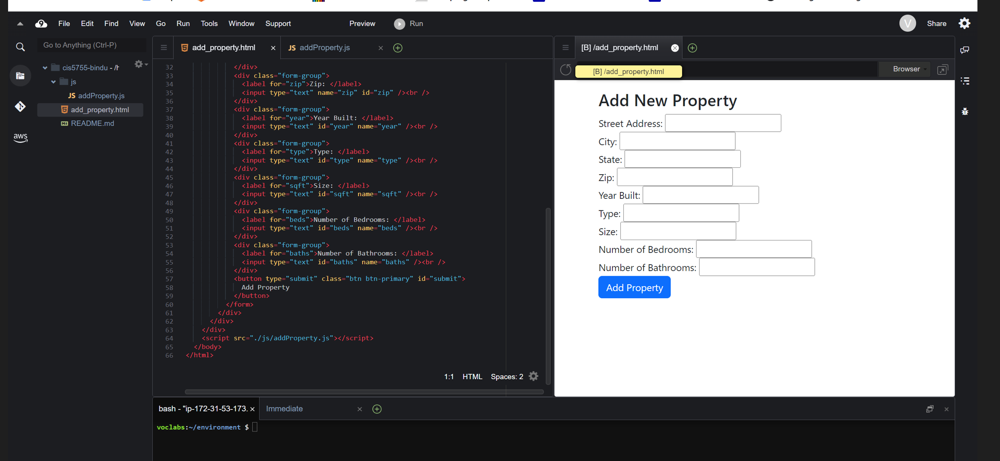 File Edit Find View Go Run Tools Window Support Preview Run V Share
Go to Anything (Ctrl-P)
cis5755-bindu - /h
js
JS addProperty.js
add_property.html
README.md
aws
add_property.html
JS addProperty.js
32 </div>
33 <div class="form-group">
34 <label for="zip">Zip: </label>
35 <input type="text" name="zip" id="zip" /><br />
36 </div>
37 <div class="form-group">
38 <label for="year">Year Built: </label>
39 <input type="text" id="year" name="year" /><br />
40 </div>
41 <div class="form-group">
42 <label for="type">Type: </label>
43 <input type="text" id="type" name="type" /><br />
44 </div>
45 <div class="form-group">
46 <label for="sqft">Size: </label>
47 <input type="text" id="sqft" name="sqft" /><br />
48 </div>
49 <div class="form-group">
50 <label for="beds">Number of Bedrooms: </label>
51 <input type="text" id="beds" name="beds" /><br />
52 </div>
53 <div class="form-group">
54 <label for="baths">Number of Bathrooms: </label>
55 <input type="text" id="baths" name="baths" /><br />
56 </div>
57 <button type="submit" class="btn btn-primary" id="submit">
58 Add Property
59 </button>
60 </form>
61 </div>
62 </div>
63 </div>
64 <script src="./js/addProperty.js"></script>
65 </body>
66 </html>
1:1 HTML Spaces: 2
[B] /add_property.html
[B] /add_property.html
Browser
Add New Property
Street Address:
City:
State:
Zip:
Year Built:
Type:
Size:
Number of Bedrooms:
Number of Bathrooms:
Add Property
bash - "ip-172-31-53-173.
Immediate
voclabs:~/environment $